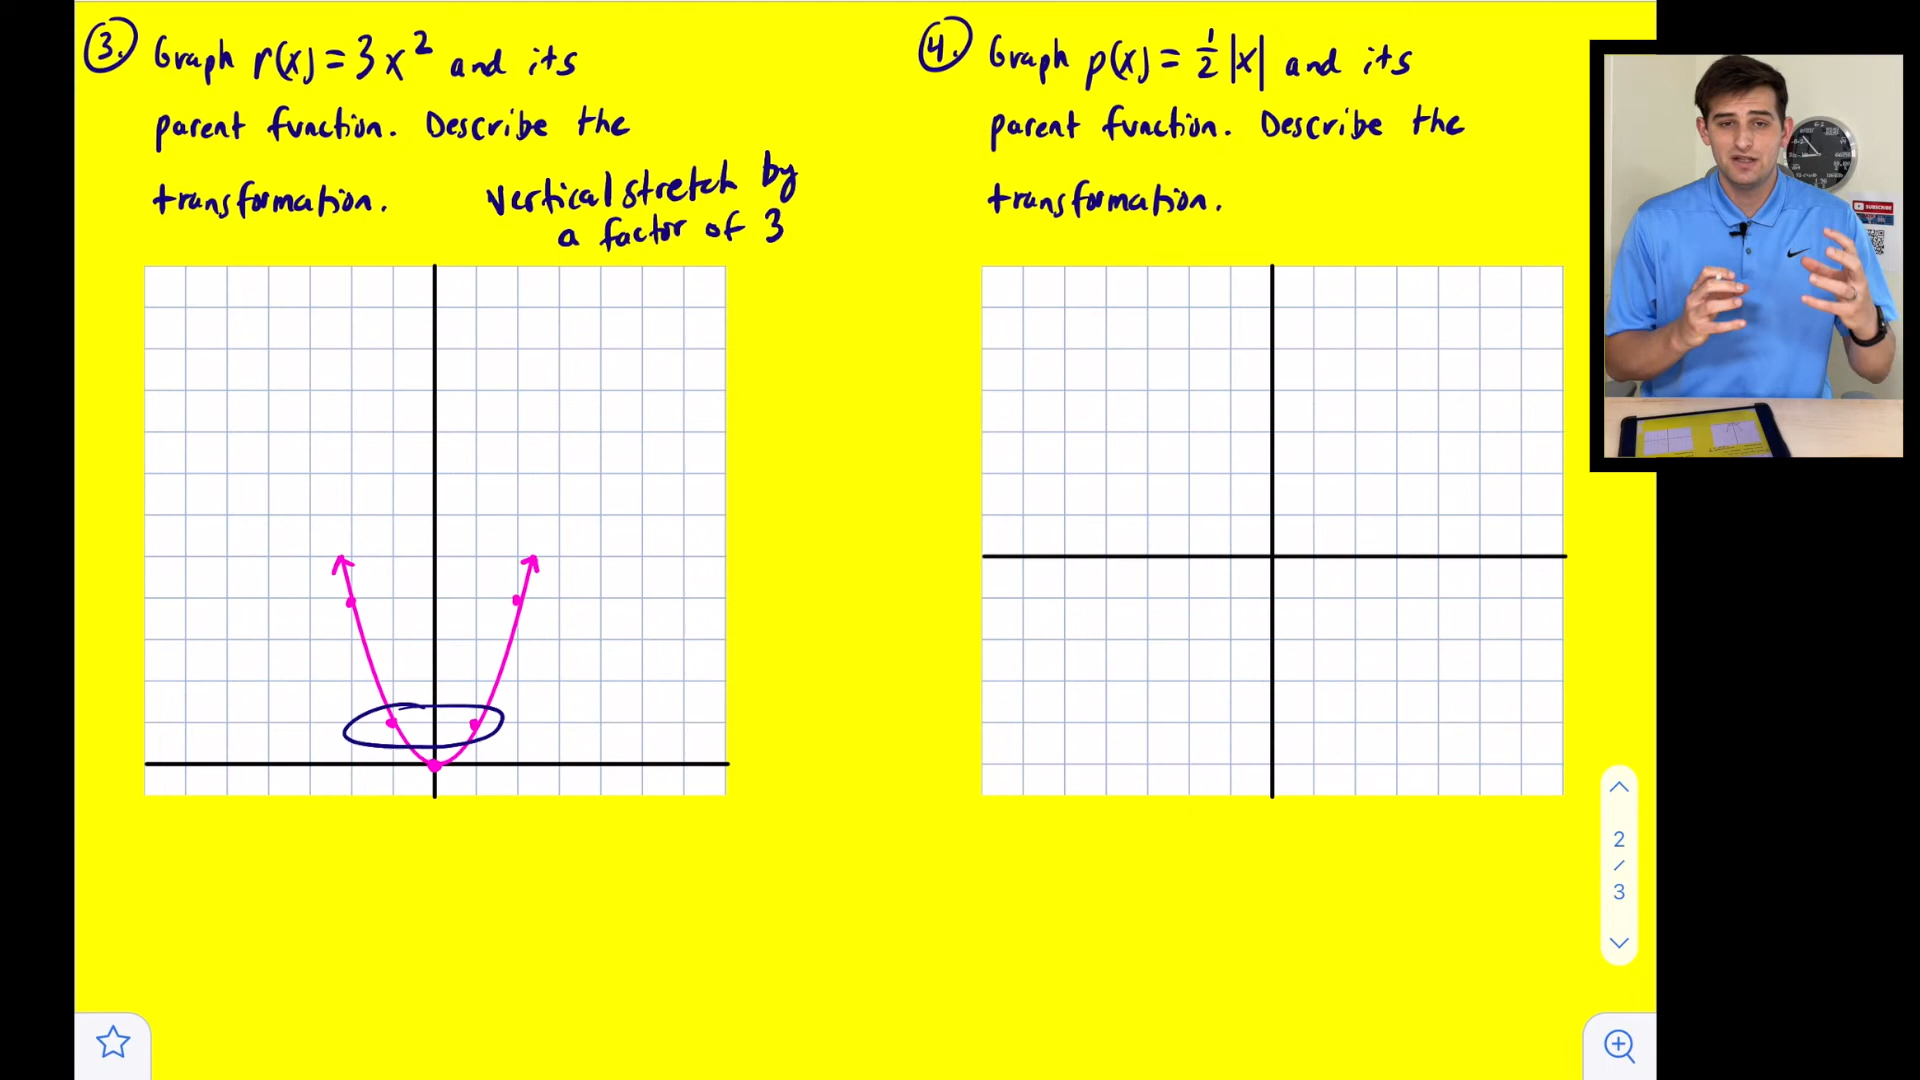 3. Graph r(x) = 3x² and its
parent function. Describe the
transformation.
Vertical stretch by
a factor of 3
4. Graph p(x) = ½|x| and its
parent function. Describe the
transformation.
SUBSCRIBE
2
/
3